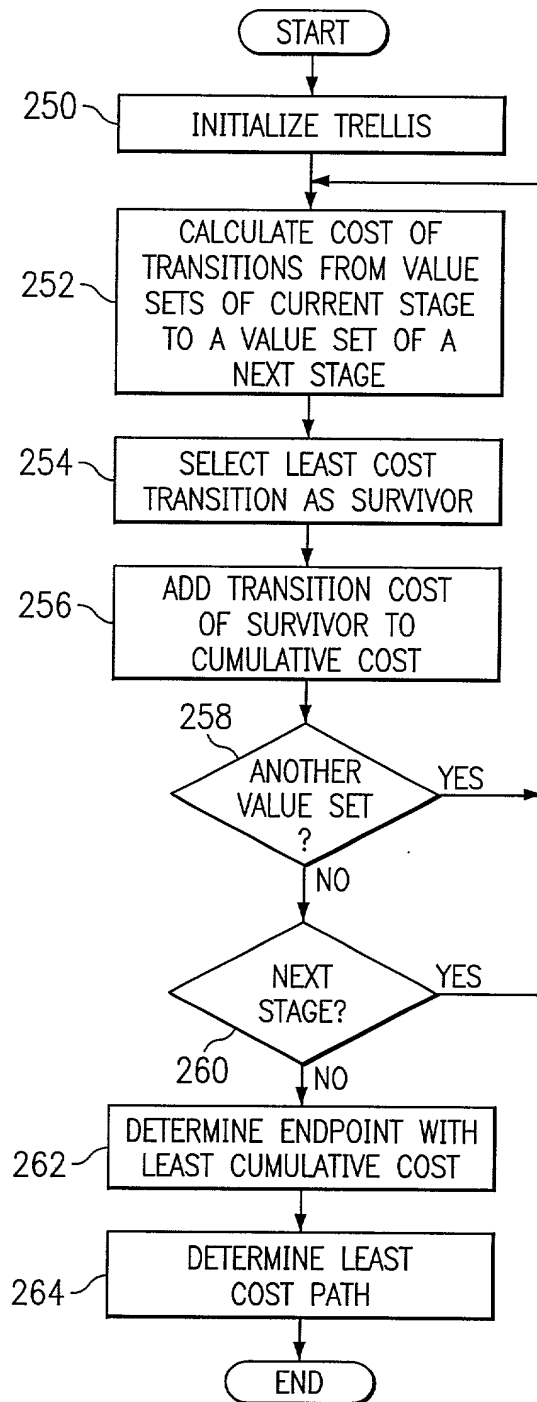 START
250
INITIALIZE TRELLIS
252
CALCULATE COST OF
TRANSITIONS FROM VALUE
SETS OF CURRENT STAGE
TO A VALUE SET OF A
NEXT STAGE
254
SELECT LEAST COST
TRANSITION AS SURVIVOR
256
ADD TRANSITION COST
OF SURVIVOR TO
CUMULATIVE COST
258
ANOTHER
VALUE SET
?
YES
NO
NEXT
STAGE?
YES
260
NO
262
DETERMINE ENDPOINT WITH
LEAST CUMULATIVE COST
264
DETERMINE LEAST
COST PATH
END